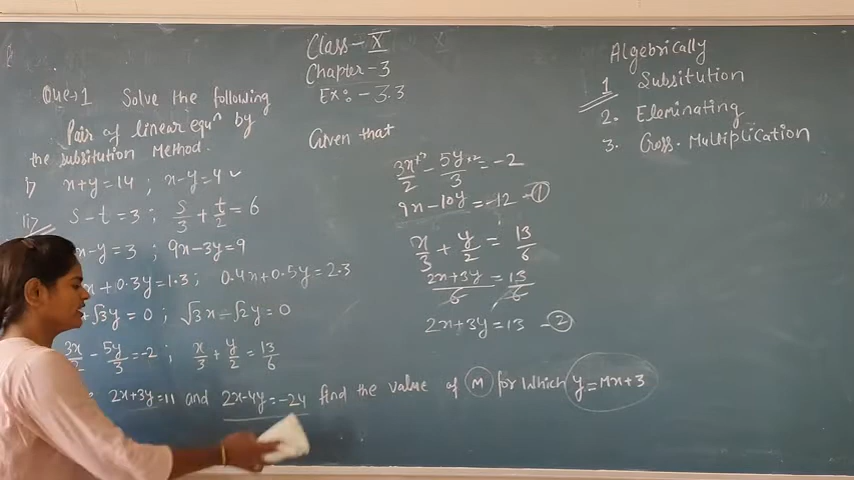 Class - X
Chapter - 3
Ex:- 3.3
Que→1 Solve the following
Pair of linear equⁿ by
the subsitution Method.
i) x+y=14 ; x-y=4
ii) s-t=3 ; s/3 + t/2 = 6
x-y=3 ; 9x-3y=9
x+0.3y=1.3 ; 0.4x+0.5y=2.3
+√3y=0 ; √3x-√2y=0
3x/2 - 5y/3 = -2 ; x/3 + y/2 = 13/6
2x+3y=11 and 2x-4y=-24 find the value of M for which y=Mx+3
Given that
3x/2 - 5y/3 = -2
9x-10y=-12 -①
x/3 + y/2 = 13/6
2x+3y/6 = 13/6
2x+3y=13 -②
Algebrically
1 Subsitution
2. Eleminating
3. Cross-Multiplication